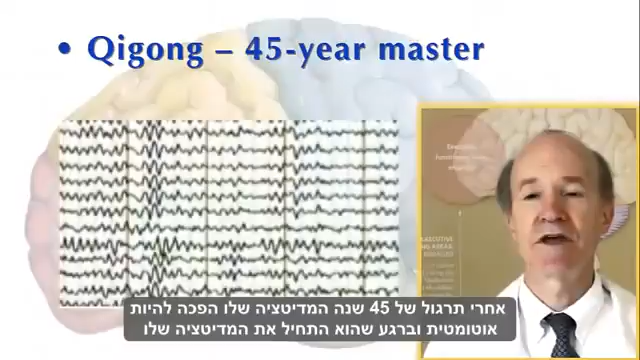 • Qigong – 45-year master
EXECUTIVE
אחרי תרגול של 45 שנה המדיטציה שלו הפכה להיות
אוטומטית וברגע שהוא התחיל את המדיטציה שלו